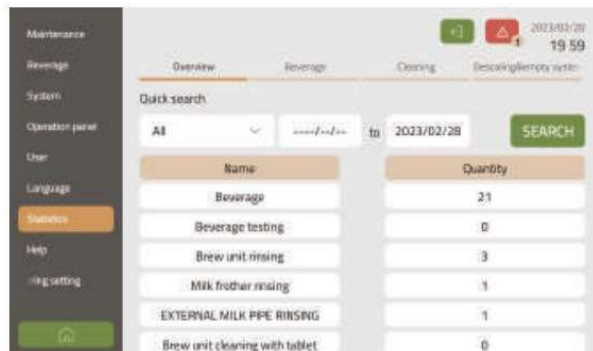 Maintenance
Beverage
System
Operation panel
User
Language
Statistics
Help
setting
1
2023/02/28
19 59
Overview
Beverage
Cleaning
Descaling/empty system
Quick search
All
----/--/--
to
2023/02/28
SEARCH
Name
Quantity
Beverage
21
Beverage testing
0
Brew unit rinsing
3
Milk frother rinsing
1
EXTERNAL MILK PIPE RINSING
1
Brew unit cleaning with tablet
0